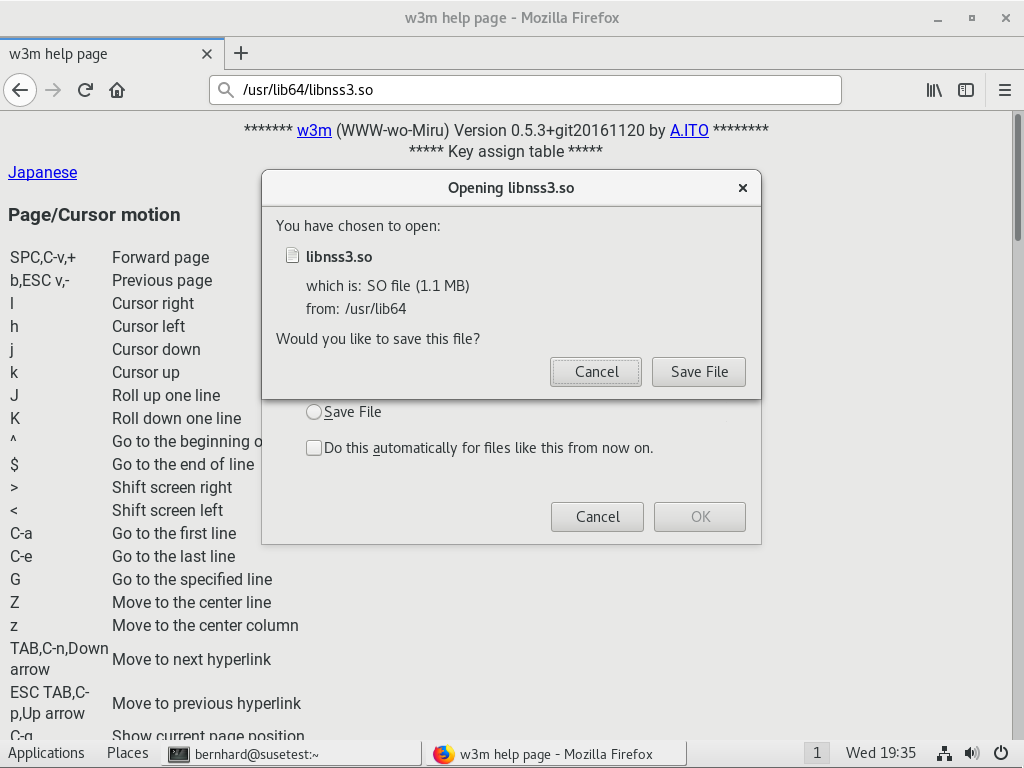 w3m help page - Mozilla Firefox
w3m help page
/usr/lib64/libnss3.so
******* w3m (WWW-wo-Miru) Version 0.5.3+git20161120 by A.ITO ********
***** Key assign table *****
Japanese
Page/Cursor motion
SPC,C-v,+ Forward page
b,ESC v,- Previous page
l Cursor right
h Cursor left
j Cursor down
k Cursor up
J Roll up one line
K Roll down one line
^ Go to the beginning o
$ Go to the end of line
> Shift screen right
< Shift screen left
C-a Go to the first line
C-e Go to the last line
G Go to the specified line
Z Move to the center line
z Move to the center column
TAB,C-n,Down
arrow Move to next hyperlink
ESC TAB,C-
p,Up arrow Move to previous hyperlink
C-g Show current page position
Opening libnss3.so
You have chosen to open:
libnss3.so
which is: SO file (1.1 MB)
from: /usr/lib64
Would you like to save this file?
Cancel Save File
Save File
Do this automatically for files like this from now on.
Cancel OK
Applications Places bernhard@susetest:~ w3m help page - Mozilla Firefox 1 Wed 19:35